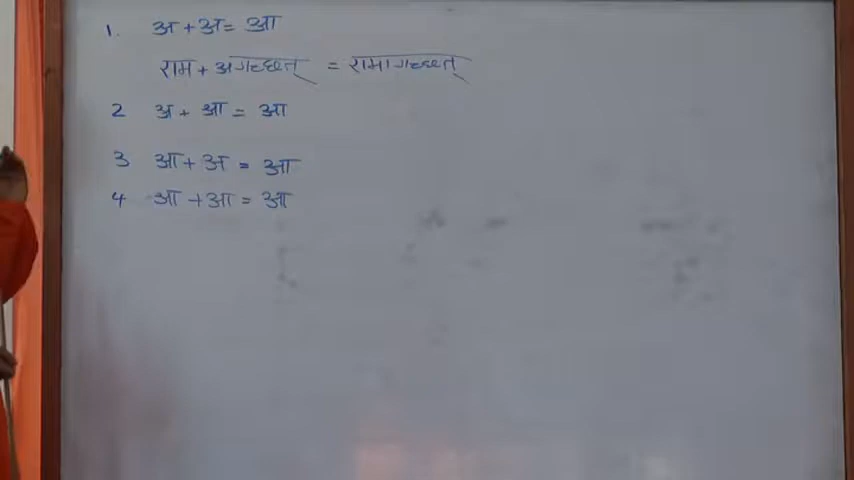 1. अ + अ = आ
राम + अगच्छत् = रामागच्छत्
2 अ + आ = आ
3 आ + अ = आ
4 आ + आ = आ